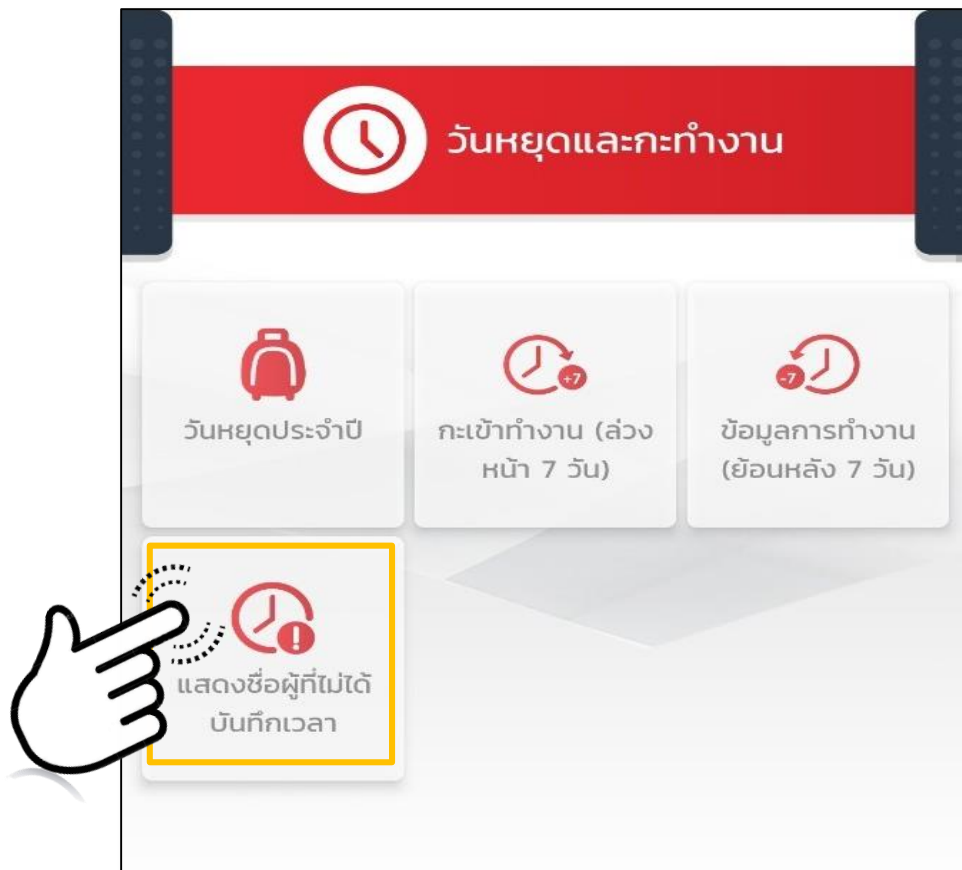 วันหยุดและกะทำงาน
วันหยุดประจำปี
+7
กะเข้าทำงาน (ล่วง
หน้า 7 วัน)
-7
ข้อมูลการทำงาน
(ย้อนหลัง 7 วัน)
แสดงชื่อผู้ที่ไม่ได้
บันทึกเวลา